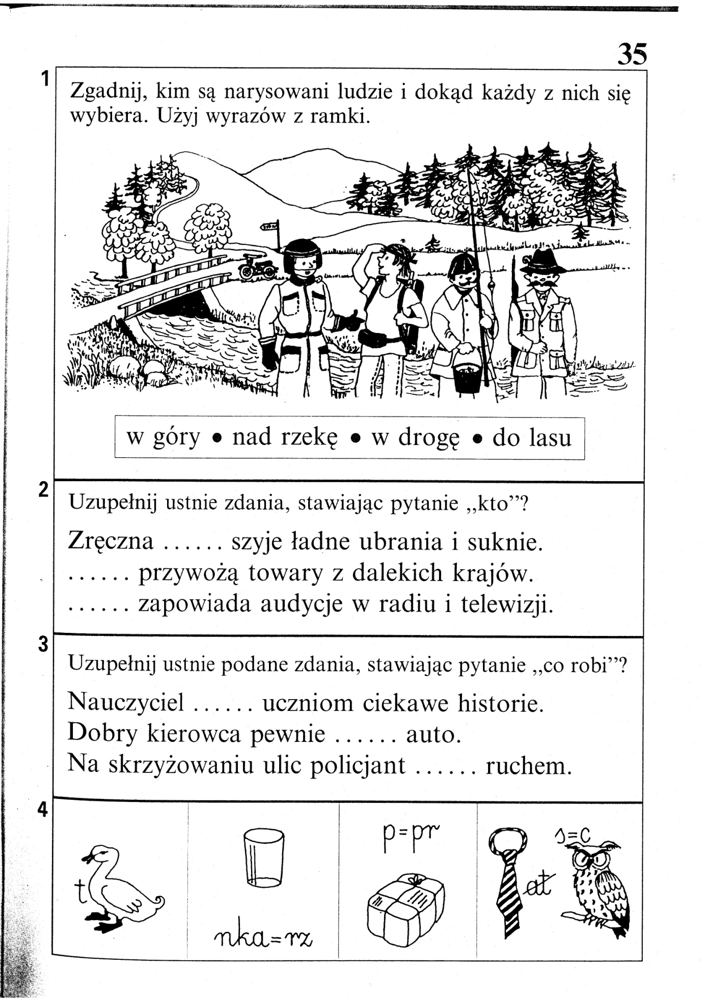 35
1
Zgadnij, kim są narysowani ludzie i dokąd każdy z nich się
wybiera. Użyj wyrazów z ramki.
w góry • nad rzekę • w drogę • do lasu
2
Uzupełnij ustnie zdania, stawiając pytanie „kto”?
Zręczna ...... szyje ładne ubrania i suknie.
...... przywożą towary z dalekich krajów.
...... zapowiada audycje w radiu i telewizji.
3
Uzupełnij ustnie podane zdania, stawiając pytanie „co robi”?
Nauczyciel ...... uczniom ciekawe historie.
Dobry kierowca pewnie ...... auto.
Na skrzyżowaniu ulic policjant ...... ruchem.
4
t
nka=rz
p=pr
at
s=c